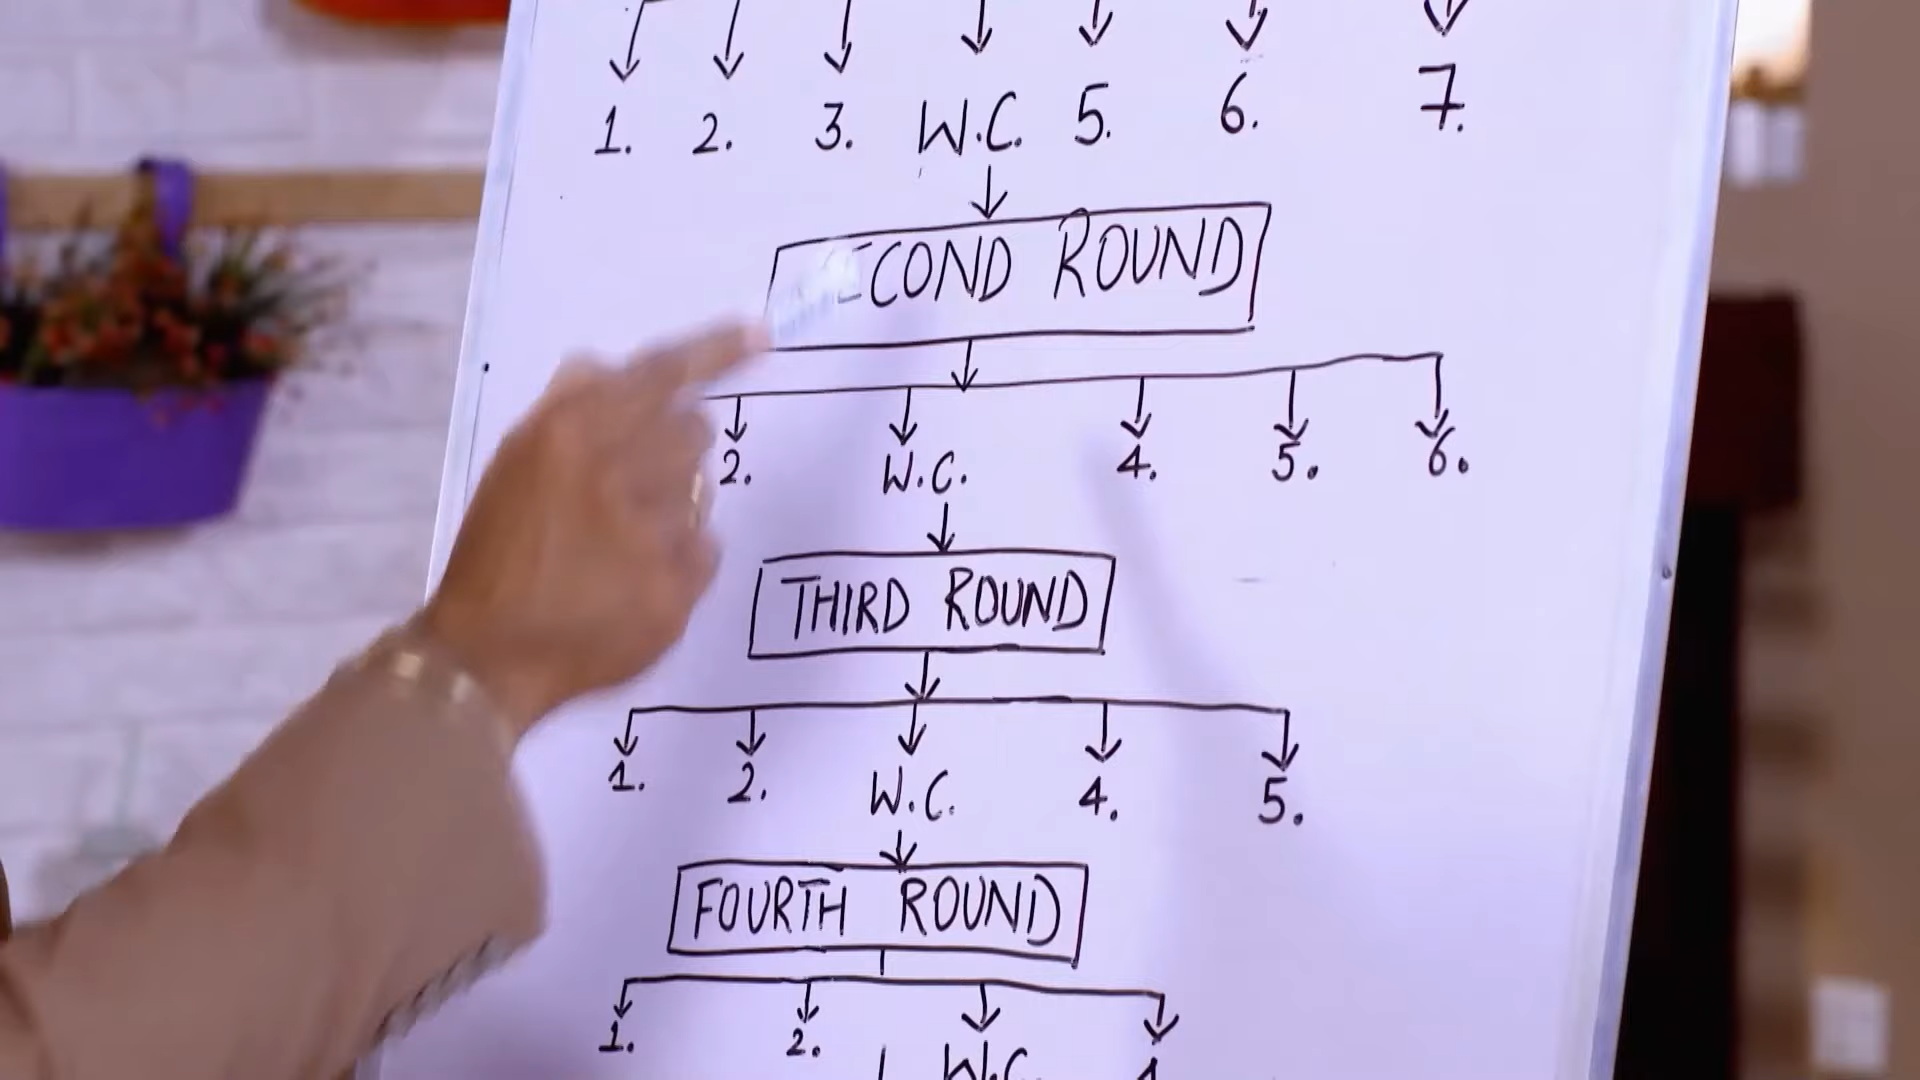 1. 2. 3. W.C. 5. 6. 7.
ROUND
2. W.C. 4. 5. 6.
THIRD ROUND
1. 2. W.C. 4. 5.
FOURTH ROUND
1. 2. W.C.